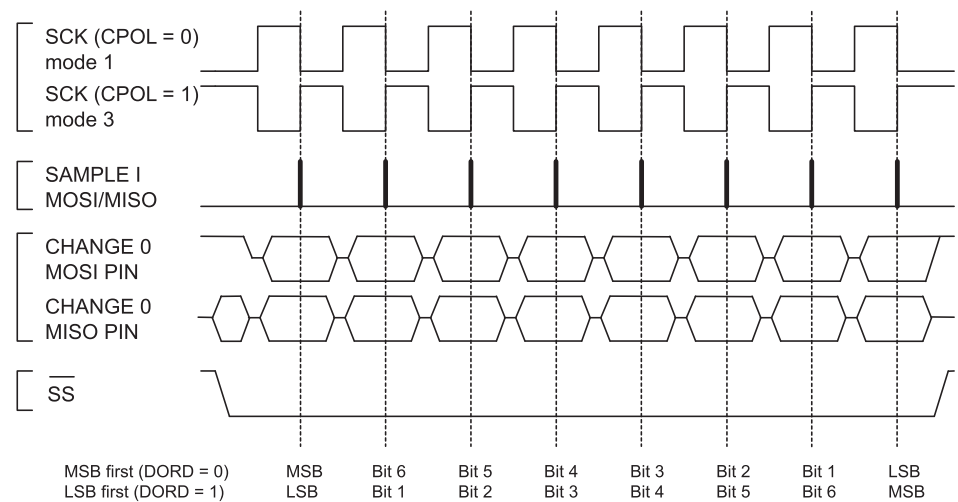 SCK (CPOL = 0)
mode 1
SCK (CPOL = 1)
mode 3
SAMPLE I
MOSI/MISO
CHANGE 0
MOSI PIN
CHANGE 0
MISO PIN
SS
MSB first (DORD = 0) MSB Bit 6 Bit 5 Bit 4 Bit 3 Bit 2 Bit 1 LSB
LSB first (DORD = 1) LSB Bit 1 Bit 2 Bit 3 Bit 4 Bit 5 Bit 6 MSB